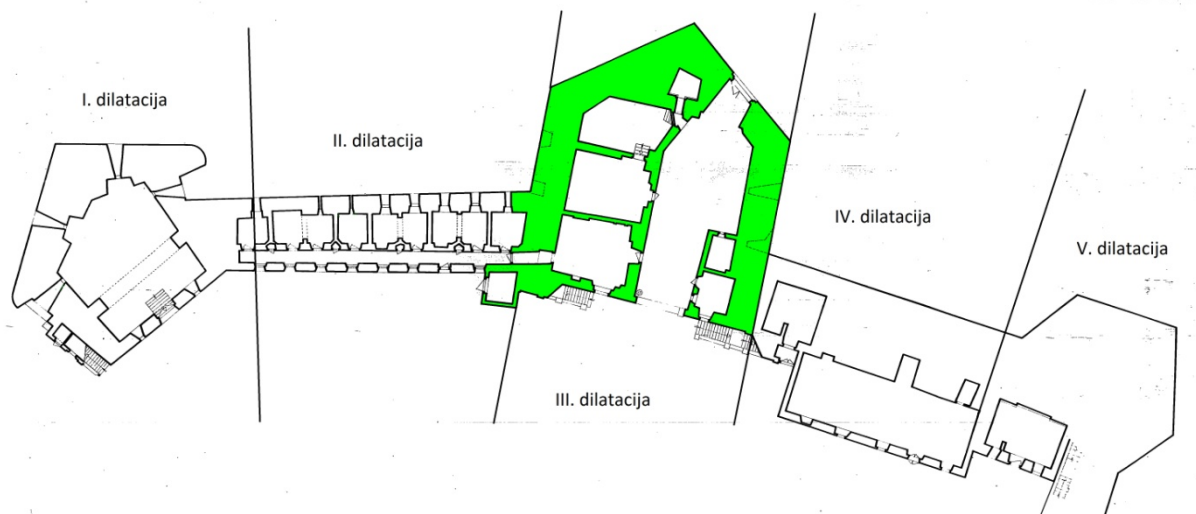 I. dilatacija
II. dilatacija
III. dilatacija
IV. dilatacija
V. dilatacija